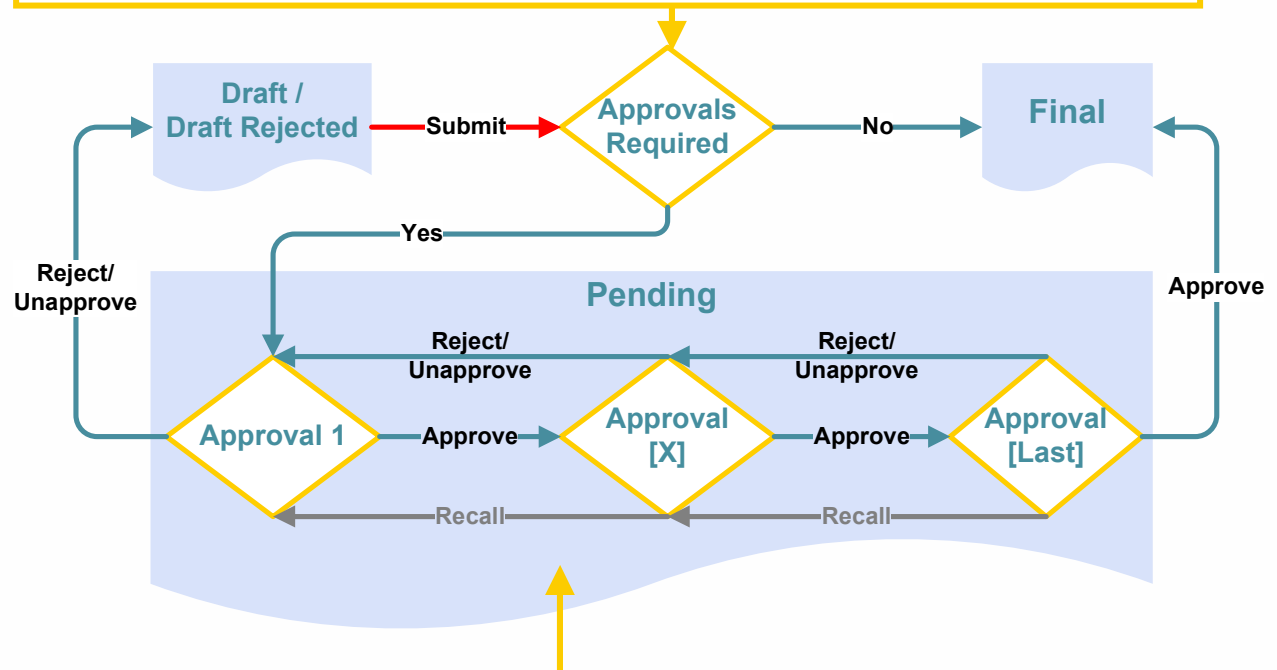 Draft /
Draft Rejected
Submit
Approvals
Required
No
Final
Yes
Reject/
Unapprove
Pending
Approve
Reject/
Unapprove
Reject/
Unapprove
Approval 1
Approve
Approval
[X]
Approve
Approval
[Last]
Recall
Recall